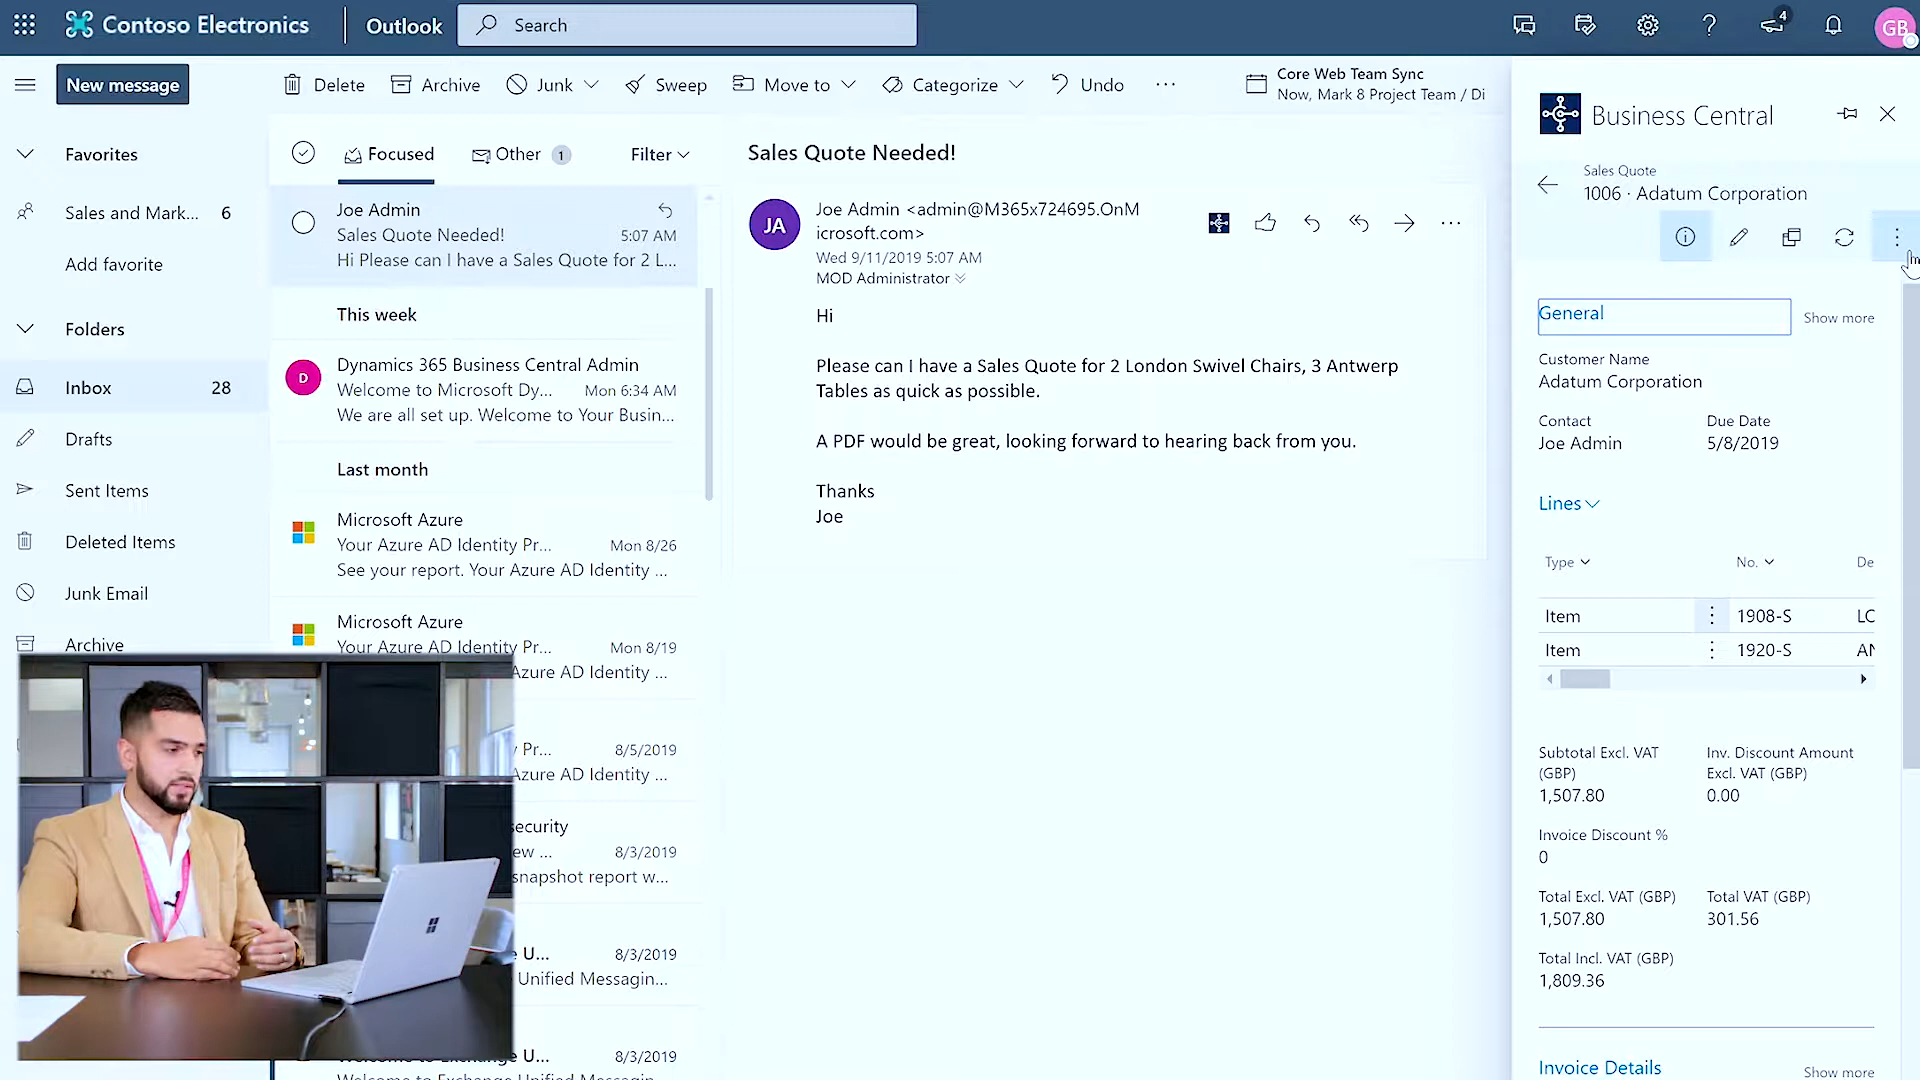 Contoso Electronics
Outlook
Search
4
GB
New message
Delete
Archive
Junk
Sweep
Move to
Categorize
Undo
Core Web Team Sync
Now, Mark 8 Project Team / Di
Favorites
Sales and Mark... 6
Add favorite
Folders
Inbox 28
Drafts
Sent Items
Deleted Items
Junk Email
Archive
Focused
Other 1
Filter
Joe Admin
Sales Quote Needed! 5:07 AM
Hi Please can I have a Sales Quote for 2 L...
This week
D
Dynamics 365 Business Central Admin
Welcome to Microsoft Dy... Mon 6:34 AM
We are all set up. Welcome to Your Busin...
Last month
Microsoft Azure
Your Azure AD Identity Pr... Mon 8/26
See your report. Your Azure AD Identity ...
Microsoft Azure
Your Azure AD Identity Pr... Mon 8/19
Azure AD Identity ...
Pr... 8/5/2019
Azure AD Identity ...
security
ew ... 8/3/2019
snapshot report w...
e U... 8/3/2019
Unified Messagin...
Welcome to Exchange U... 8/3/2019
Welcome to Exchange Unified Messagin
Sales Quote Needed!
JA
Joe Admin <admin@M365x724695.OnM
icrosoft.com>
Wed 9/11/2019 5:07 AM
MOD Administrator
Hi
Please can I have a Sales Quote for 2 London Swivel Chairs, 3 Antwerp
Tables as quick as possible.
A PDF would be great, looking forward to hearing back from you.
Thanks
Joe
Business Central
Sales Quote
1006 · Adatum Corporation
General
Show more
Customer Name
Adatum Corporation
Contact Due Date
Joe Admin 5/8/2019
Lines
Type No. De
Item 1908-S LO
Item 1920-S AN
Subtotal Excl. VAT
(GBP)
1,507.80
Inv. Discount Amount
Excl. VAT (GBP)
0.00
Invoice Discount %
0
Total Excl. VAT (GBP) Total VAT (GBP)
1,507.80 301.56
Total Incl. VAT (GBP)
1,809.36
Invoice Details
Show more